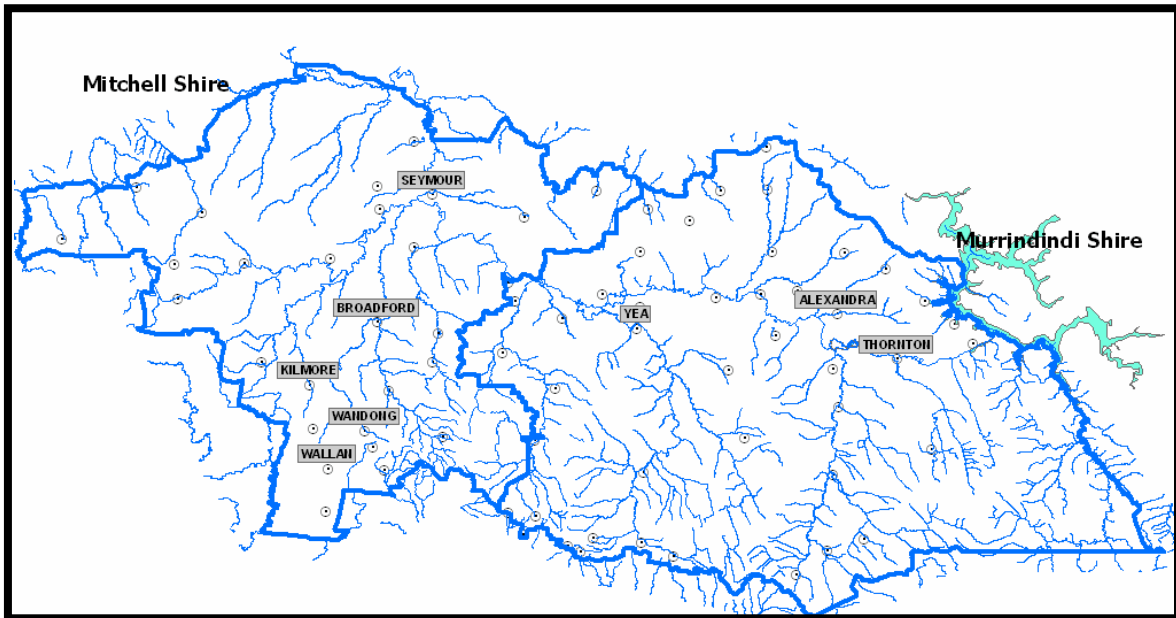 Mitchell Shire
SEYMOUR
Murrindindi Shire
ALEXANDRA
BROADFORD
YEA
THORNTON
KILMORE
WANDONG
WALLAN